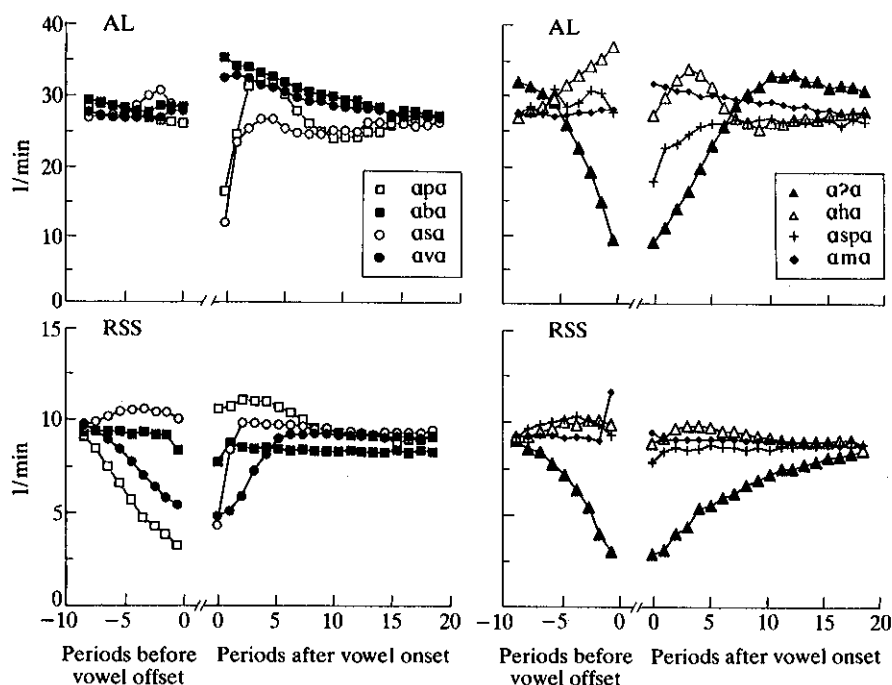 AL
40
30
20
10
0
l/min
apa
aba
asa
ava
AL
aʔa
aha
aspa
ama
RSS
15
10
5
0
l/min
−10 −5 0
0 5 10 15 20
Periods before vowel offset
Periods after vowel onset
RSS
−10 −5 0
0 5 10 15 20
Periods before vowel offset
Periods after vowel onset